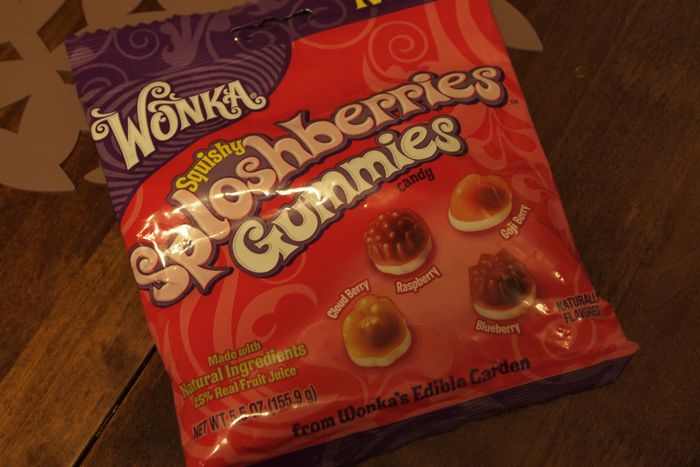 WONKA®
Squishy
Sploshberries™
Gummies
candy
Goji Berry
Raspberry
Cloud Berry
Blueberry
NATURALLY
FLAVORED
Made with
Natural Ingredients
25% Real Fruit Juice
NET WT 5.5 OZ (155.9 g)
from Wonka's Edible Garden